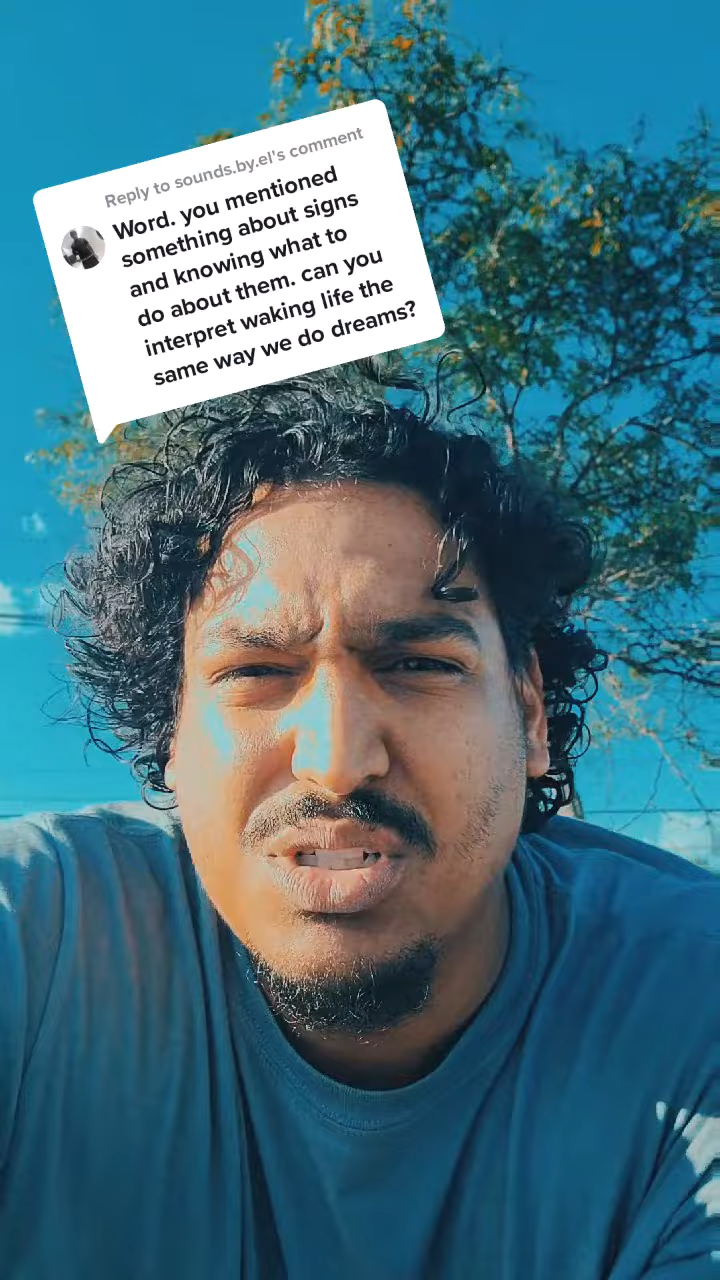 Reply to sounds.by.el's comment
Word. you mentioned
something about signs
and knowing what to
do about them. can you
interpret waking life the
same way we do dreams?